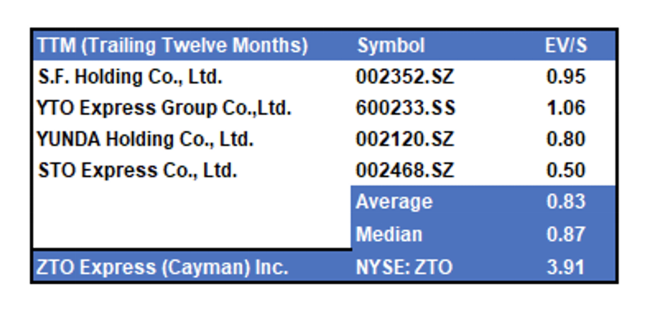 TTM (Trailing Twelve Months) Symbol EV/S
S.F. Holding Co., Ltd. 002352.SZ 0.95
YTO Express Group Co.,Ltd. 600233.SS 1.06
YUNDA Holding Co., Ltd. 002120.SZ 0.80
STO Express Co., Ltd. 002468.SZ 0.50
Average 0.83
Median 0.87
ZTO Express (Cayman) Inc. NYSE: ZTO 3.91